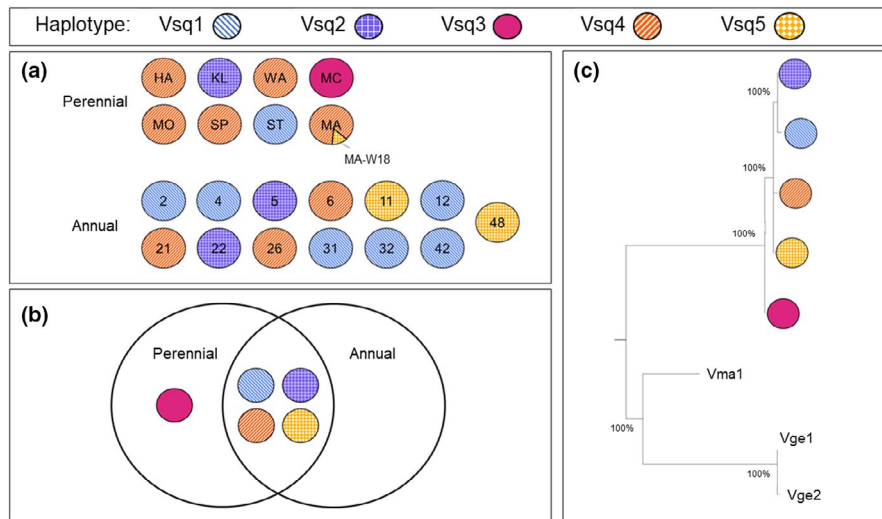 Haplotype: Vsq1 Vsq2 Vsq3 Vsq4 Vsq5
(a)
HA KL WA MC
Perennial
MO SP ST MA
MA-W18
2 4 5 6 11 12
Annual
48
21 22 26 31 32 42
(b)
Perennial Annual
(c)
100%
100%
100%
Vma1
100%
Vge1
100%
Vge2